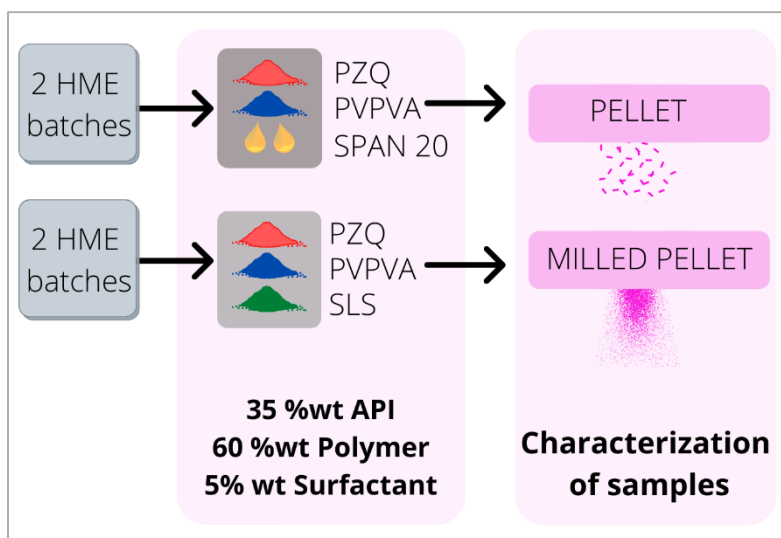 2 HME
batches
PZQ
PVPVA
SPAN 20
PELLET
2 HME
batches
PZQ
PVPVA
SLS
MILLED PELLET
35 %wt API
60 %wt Polymer
5% wt Surfactant
Characterization
of samples